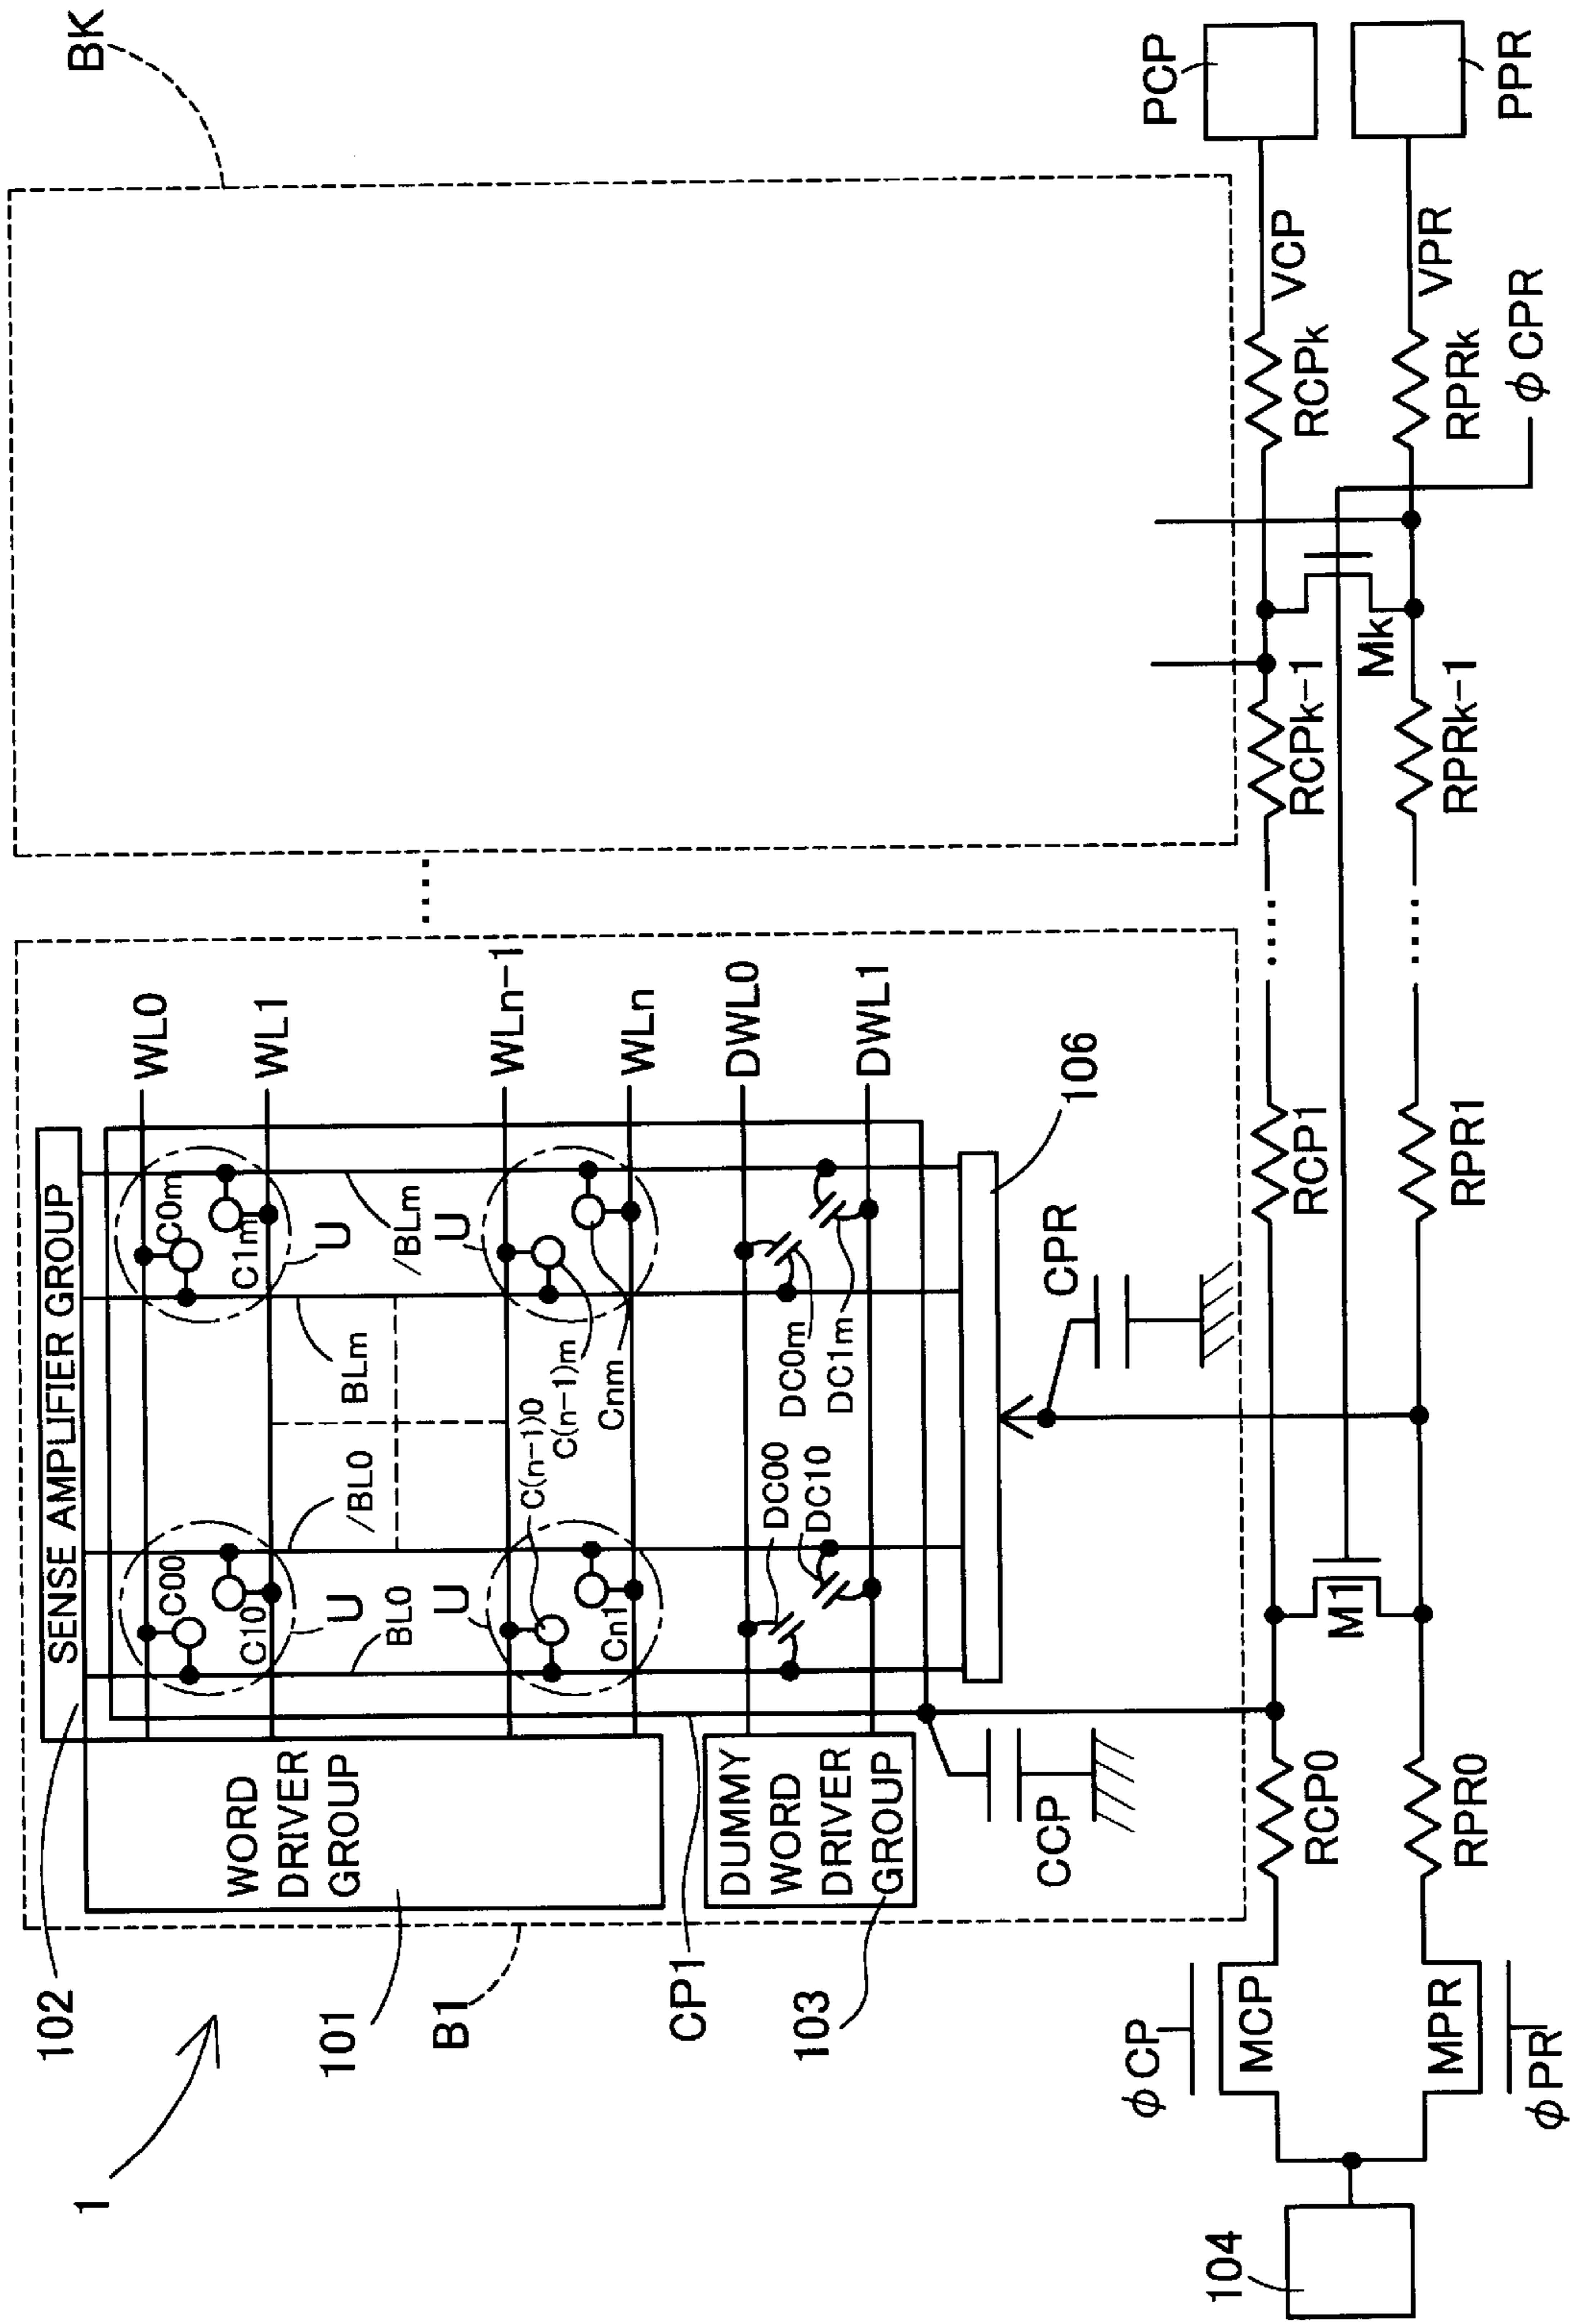 1
102
SENSE AMPLIFIER GROUP
WORD
DRIVER
GROUP
101
B1
CP1
DUMMY
WORD
DRIVER
GROUP
103
C00
C10
U
BL0
/BL0
C0m
C1m
U
BLm
/BLm
U
Cn1
C(n-1)0
C(n-1)m
Cnm
U
DC00
DC10
DC0m
DC1m
WL0
WL1
WLn-1
WLn
DWL0
DWL1
106
CCP
CPR
BK
104
φCP
MCP
MPR
φPR
RCP0
RPR0
M1
RCP1
RPR1
RCPk-1
RPRk-1
Mk
RCPk
RPRk
φCPR
VCP
VPR
PCP
PPR